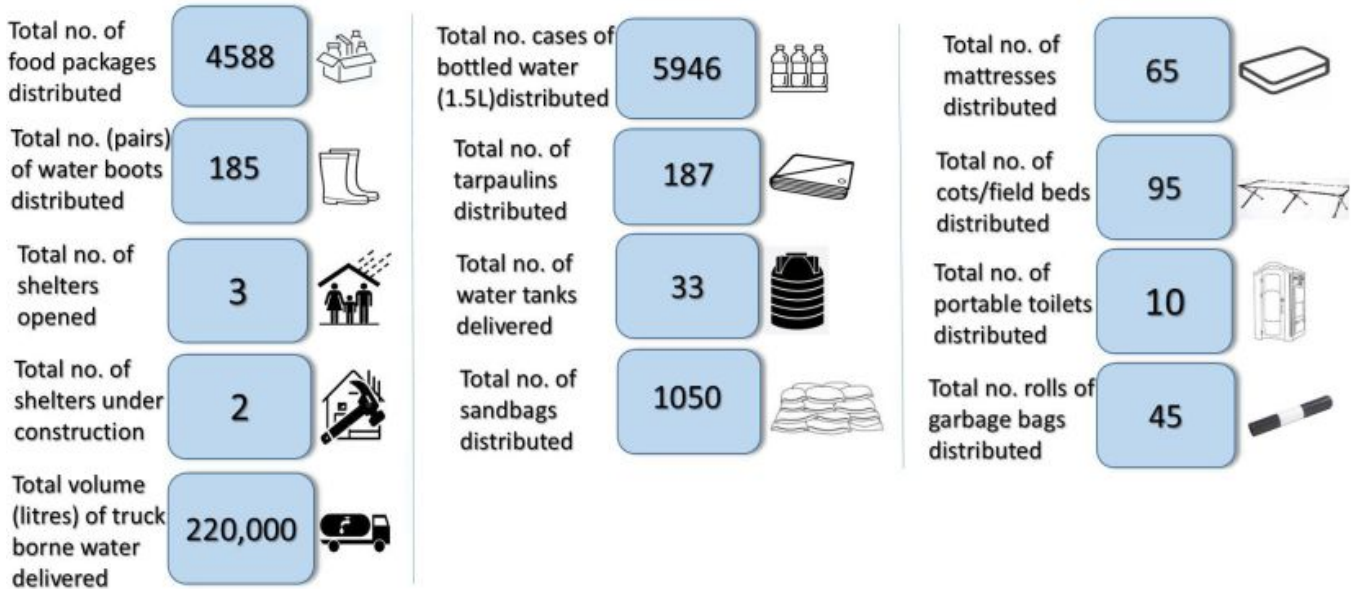 Total no. of
food packages
distributed
4588
Total no. (pairs)
of water boots
distributed
185
Total no. of
shelters
opened
3
Total no. of
shelters under
construction
2
Total volume
(litres) of truck
borne water
delivered
220,000
Total no. cases of
bottled water
(1.5L)distributed
5946
Total no. of
tarpaulins
distributed
187
Total no. of
water tanks
delivered
33
Total no. of
sandbags
distributed
1050
Total no. of
mattresses
distributed
65
Total no. of
cots/field beds
distributed
95
Total no. of
portable toilets
distributed
10
Total no. rolls of
garbage bags
distributed
45